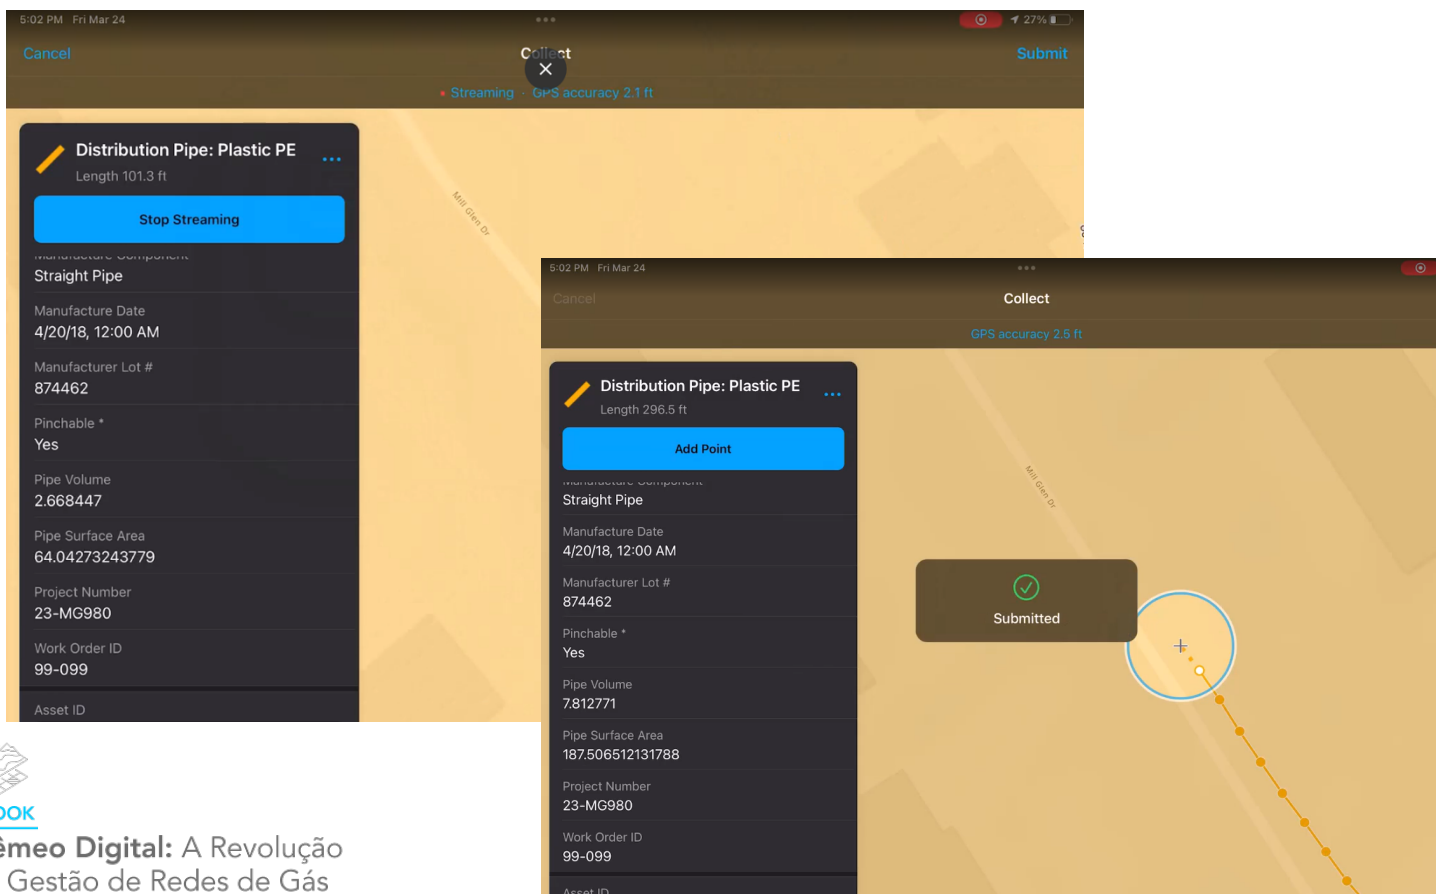 5:02 PM Fri Mar 24
27%
Cancel
Collect
Submit
Streaming · GPS accuracy 2.1 ft
Distribution Pipe: Plastic PE
Length 101.3 ft
Stop Streaming
Manufacture Component
Straight Pipe
Manufacture Date
4/20/18, 12:00 AM
Manufacturer Lot #
874462
Pinchable *
Yes
Pipe Volume
2.668447
Pipe Surface Area
64.04273243779
Project Number
23-MG980
Work Order ID
99-099
Asset ID
Mill Glen Dr
5:02 PM Fri Mar 24
Cancel
Collect
GPS accuracy 2.5 ft
Distribution Pipe: Plastic PE
Length 296.5 ft
Add Point
Manufacture Component
Straight Pipe
Manufacture Date
4/20/18, 12:00 AM
Manufacturer Lot #
874462
Pinchable *
Yes
Pipe Volume
7.812771
Pipe Surface Area
187.506512131788
Project Number
23-MG980
Work Order ID
99-099
Asset ID
Mill Glen Dr
Submitted
OOK
êmeo Digital: A Revolução
Gestão de Redes de Gás